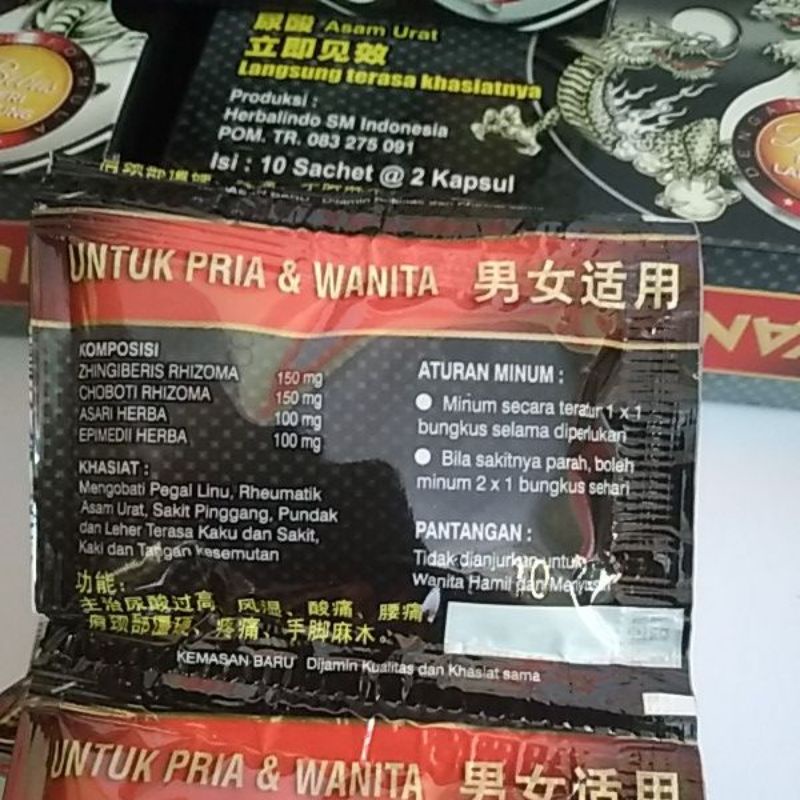 尿酸 Asam Urat
立即见效
Langsung terasa khasiatnya
Produksi :
Herbalindo SM Indonesia
POM. TR. 083 275 091
Isi : 10 Sachet @ 2 Kapsul
UNTUK PRIA & WANITA 男女适用
KOMPOSISI
ZHINGIBERIS RHIZOMA 150 mg
CHOBOTI RHIZOMA 150 mg
ASARI HERBA 100 mg
EPIMEDII HERBA 100 mg
KHASIAT :
Mengobati Pegal Linu, Rheumatik
Asam Urat, Sakit Pinggang, Pundak
dan Leher Terasa Kaku dan Sakit,
Kaki dan Tangan kesemutan
功能:
主治尿酸过高、风湿、酸痛、腰痛
肩颈部僵硬、疼痛、手脚麻木。
ATURAN MINUM :
Minum secara teratur 1 x 1
bungkus selama diperlukan
Bila sakitnya parah, boleh
minum 2 x 1 bungkus sehari
PANTANGAN :
Tidak dianjurkan untuk
Wanita Hamil dan Menyusui
KEMASAN BARU Dijamin Kualitas dan Khasiat sama
UNTUK PRIA & WANITA 男女适用